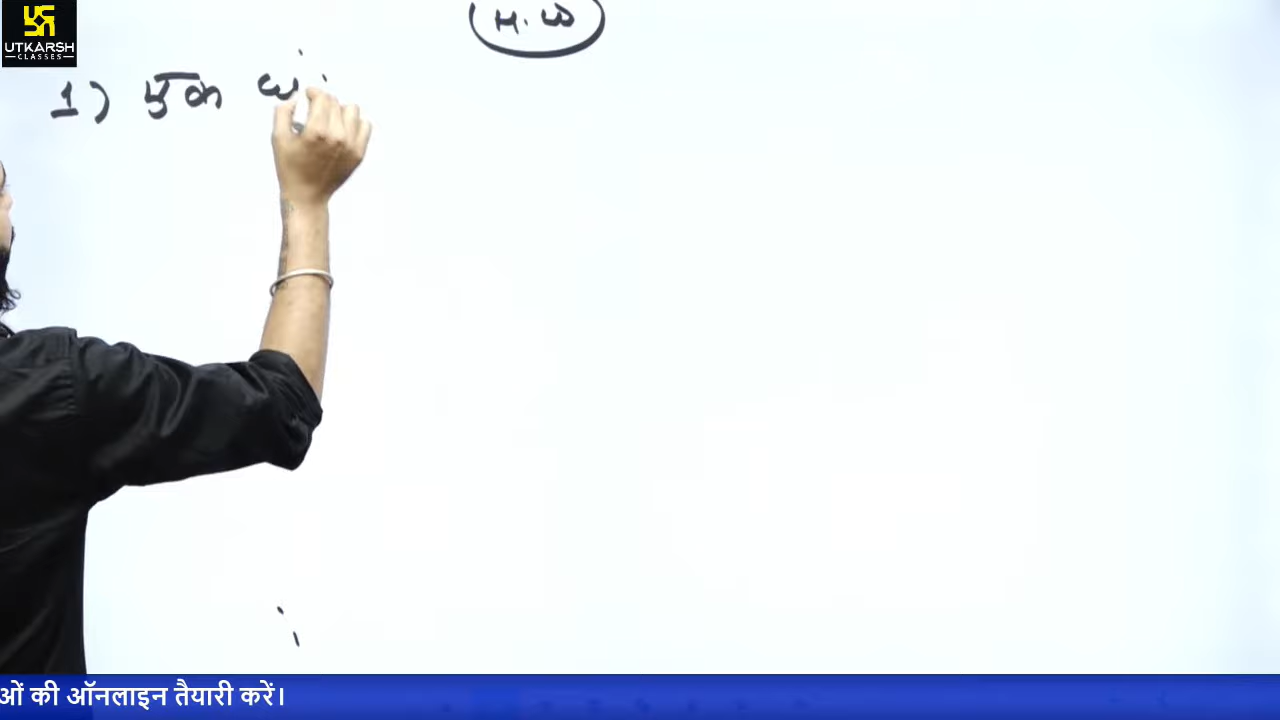 UTKARSH
CLASSES
H.W
1) एक
ओं की ऑनलाइन तैयारी करें।